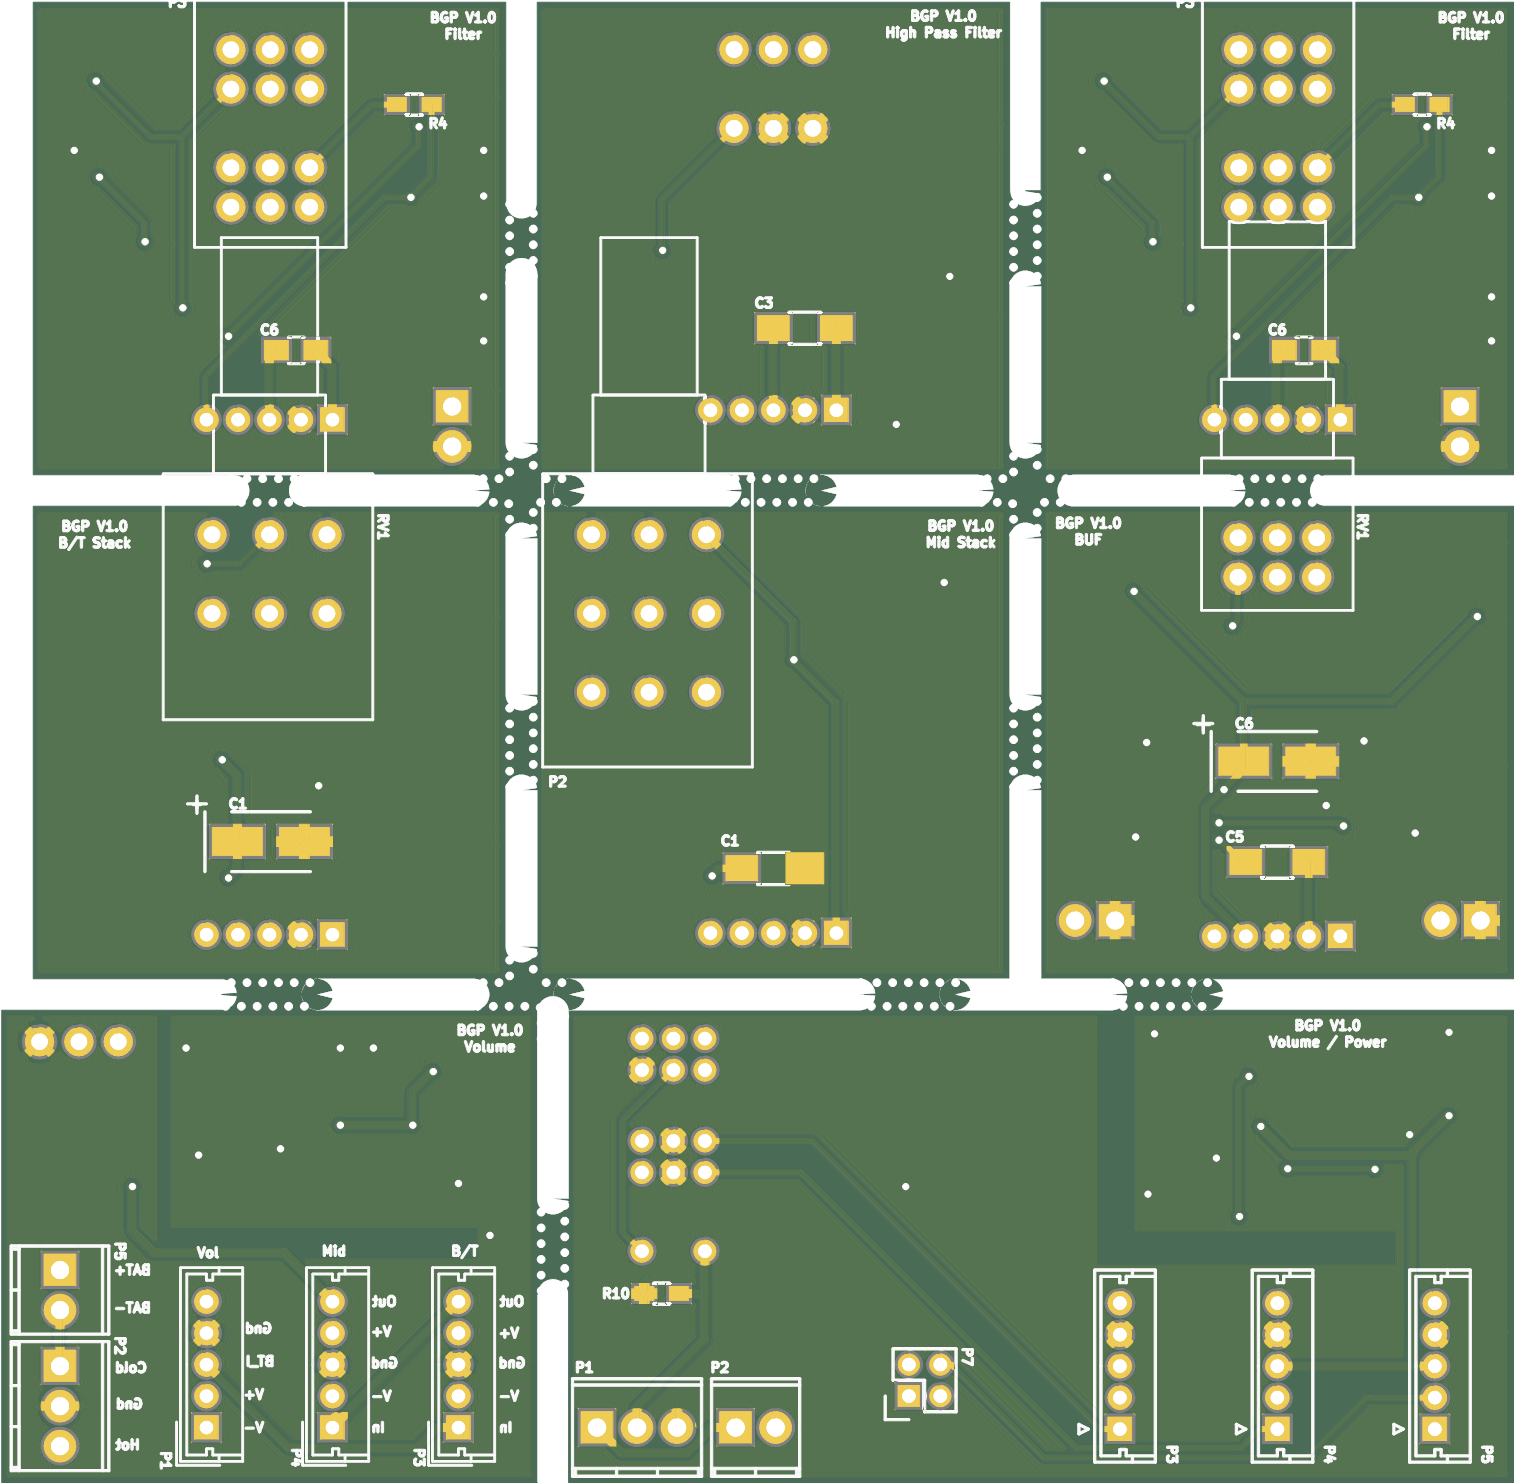 P3
BGP V1.0
Filter
R4
C6
BGP V1.0
High Pass Filter
C3
P3
BGP V1.0
Filter
R4
C6
BGP V1.0
B/T Stack
RV1
+
C1
BGP V1.0
Mid Stack
P2
C1
BGP V1.0
BUF
RV1
+
C6
C5
BGP V1.0
Volume
P5
BAT+
BAT-
P2
Cold
Gnd
Hot
Vol
Gnd
BT_I
V+
V-
P1
Mid
Out
V+
Gnd
V-
In
P4
B/T
Out
V+
Gnd
V-
In
P3
BGP V1.0
Volume / Power
R10
P1
P2
P7
P3
P4
P5